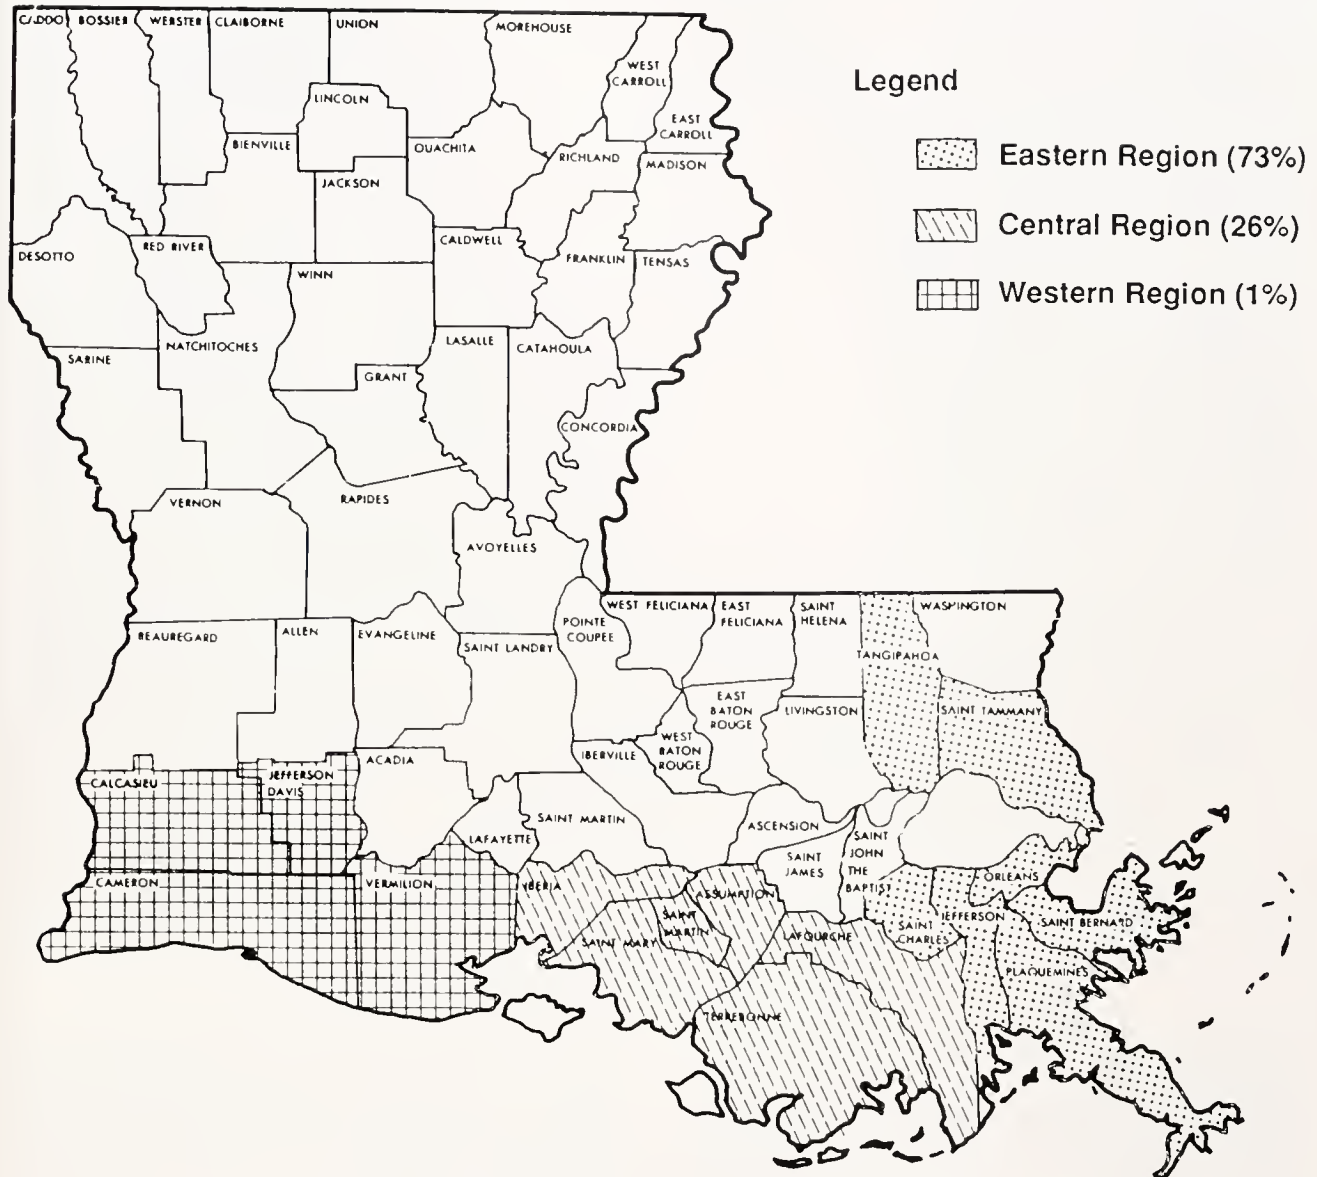 CADDO
BOSSIER
WEBSTER
CLAIBORNE
UNION
MOREHOUSE
WEST
CARROLL
EAST
CARROLL
LINCOLN
BIENVILLE
JACKSON
OUACHITA
RICHLAND
MADISON
DESOTO
RED RIVER
CALDWELL
FRANKLIN
TENSAS
WINN
NATCHITOCHES
SABINE
GRANT
LASALLE
CATAHOULA
CONCORDIA
VERNON
RAPIDES
AVOYELLES
BEAUREGARD
ALLEN
EVANGELINE
SAINT LANDRY
POINTE
COUPEE
WEST FELICIANA
EAST
FELICIANA
SAINT
HELENA
TANGIPAHOA
WASHINGTON
EAST
BATON
ROUGE
LIVINGSTON
SAINT TAMMANY
WEST
BATON
ROUGE
IBERVILLE
ACADIA
CALCASIEU
JEFFERSON
DAVIS
LAFAYETTE
SAINT MARTIN
ASCENSION
SAINT
JAMES
SAINT
JOHN
THE
BAPTIST
CAMERON
VERMILION
IBERIA
ASSUMPTION
SAINT MARY
SAINT
MARTIN
LAFOURCHE
SAINT
CHARLES
JEFFERSON
ORLEANS
SAINT BERNARD
PLAQUEMINES
TERREBONNE
Legend
Eastern Region (73%)
Central Region (26%)
Western Region (1%)